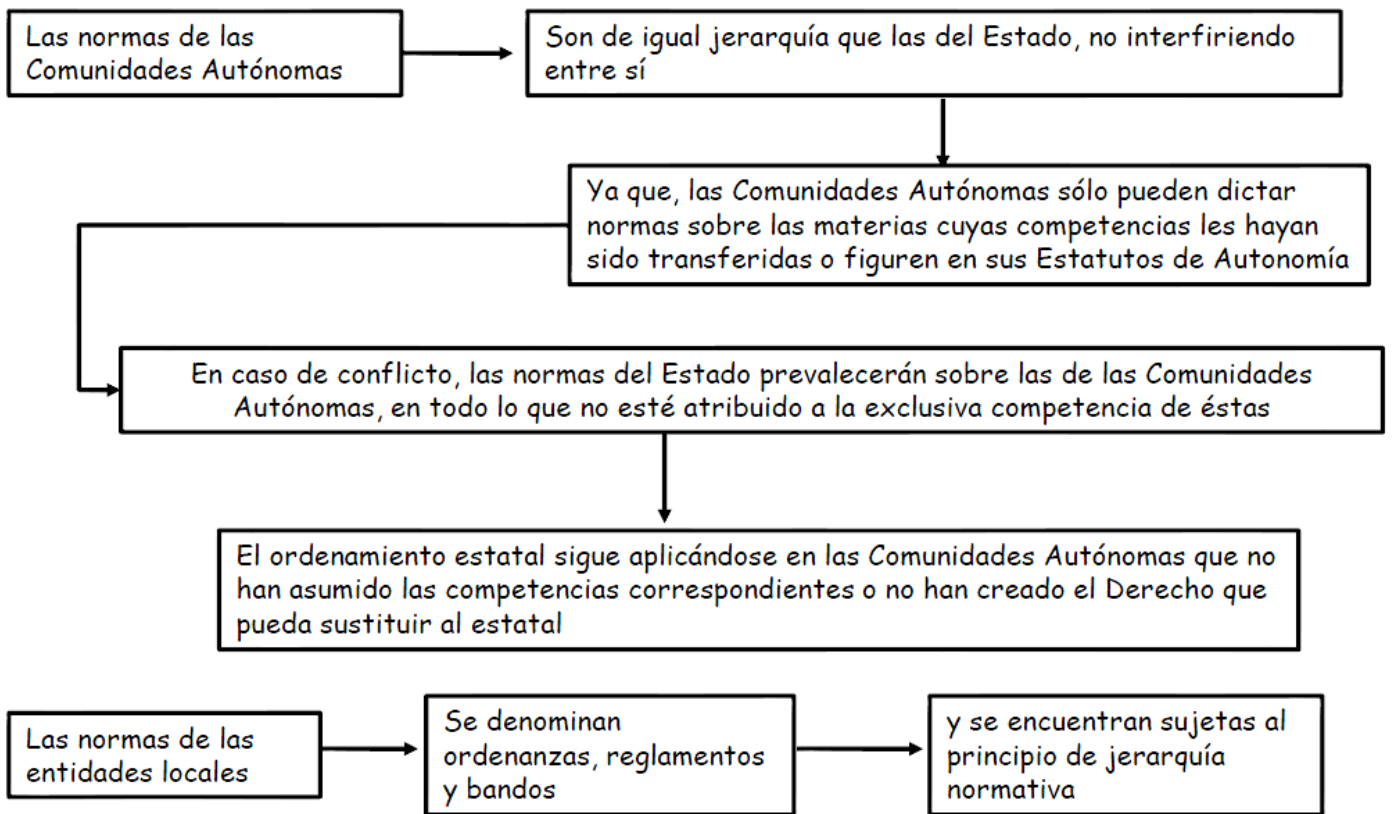 Las normas de las
Comunidades Autónomas
Son de igual jerarquía que las del Estado, no interfiriendo
entre sí
Ya que, las Comunidades Autónomas sólo pueden dictar
normas sobre las materias cuyas competencias les hayan
sido transferidas o figuren en sus Estatutos de Autonomía
En caso de conflicto, las normas del Estado prevalecerán sobre las de las Comunidades
Autónomas, en todo lo que no esté atribuido a la exclusiva competencia de éstas
El ordenamiento estatal sigue aplicándose en las Comunidades Autónomas que no
han asumido las competencias correspondientes o no han creado el Derecho que
pueda sustituir al estatal
Las normas de las
entidades locales
Se denominan
ordenanzas, reglamentos
y bandos
y se encuentran sujetas al
principio de jerarquía
normativa